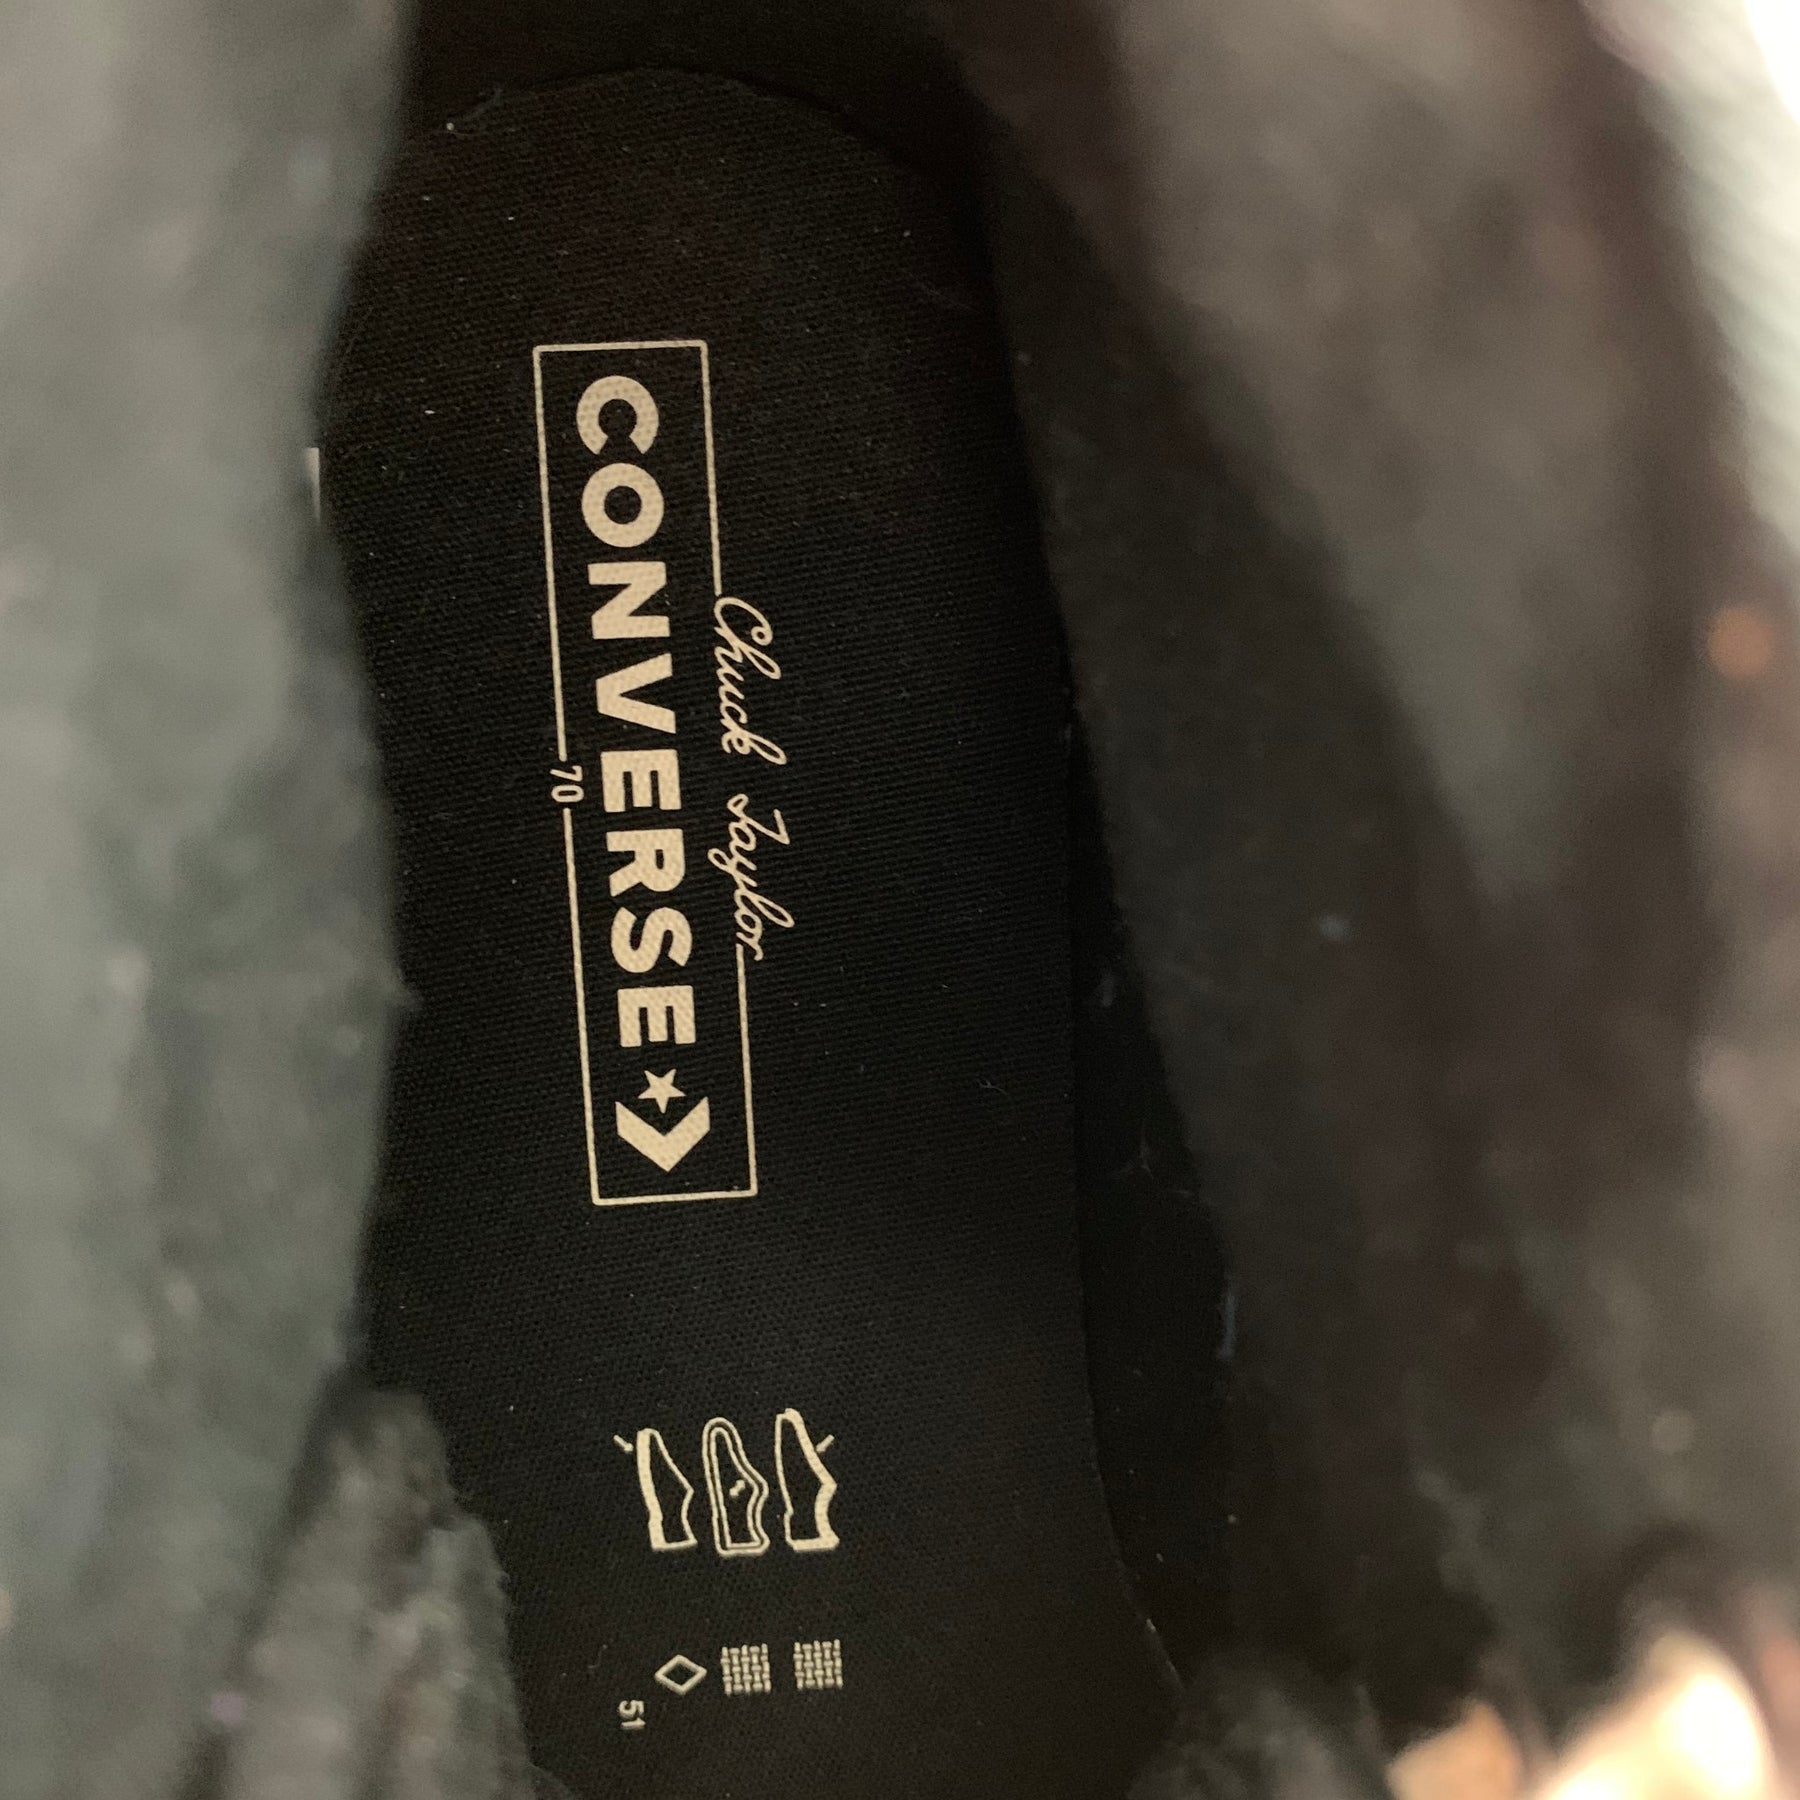 Chuck Taylor
CONVERSE
70
51